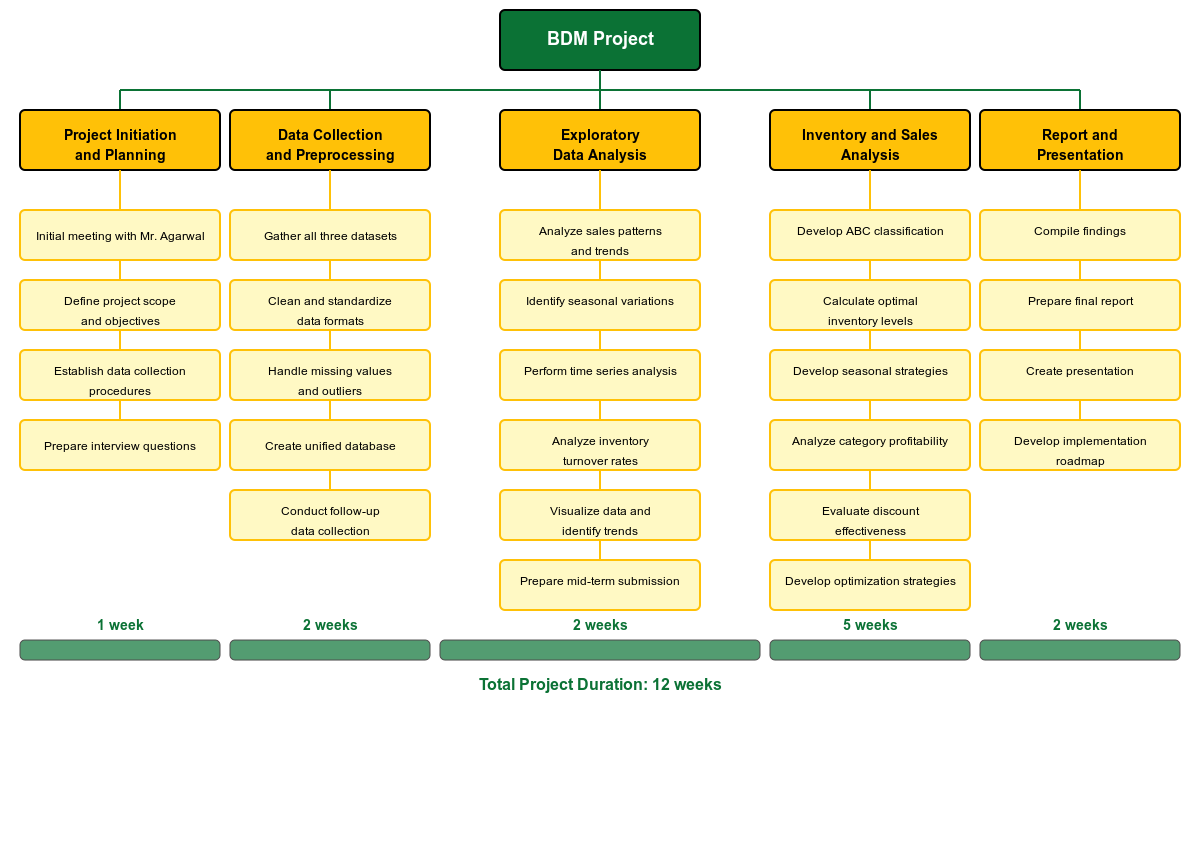 BDM Project
Project Initiation
and Planning
Initial meeting with Mr. Agarwal
Define project scope
and objectives
Establish data collection
procedures
Prepare interview questions
1 week
Data Collection
and Preprocessing
Gather all three datasets
Clean and standardize
data formats
Handle missing values
and outliers
Create unified database
Conduct follow-up
data collection
2 weeks
Exploratory
Data Analysis
Analyze sales patterns
and trends
Identify seasonal variations
Perform time series analysis
Analyze inventory
turnover rates
Visualize data and
identify trends
Prepare mid-term submission
2 weeks
Inventory and Sales
Analysis
Develop ABC classification
Calculate optimal
inventory levels
Develop seasonal strategies
Analyze category profitability
Evaluate discount
effectiveness
Develop optimization strategies
5 weeks
Report and
Presentation
Compile findings
Prepare final report
Create presentation
Develop implementation
roadmap
2 weeks
Total Project Duration: 12 weeks